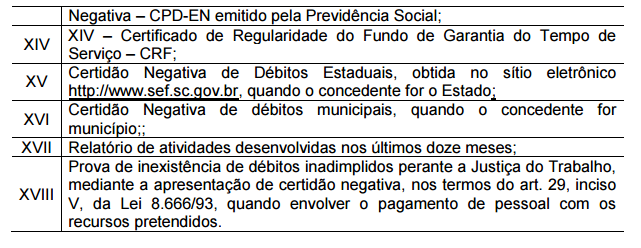 Negativa – CPD-EN emitido pela Previdência Social;
XIV XIV – Certificado de Regularidade do Fundo de Garantia do Tempo de
Serviço – CRF;
XV Certidão Negativa de Débitos Estaduais, obtida no sítio eletrônico
http://www.sef.sc.gov.br, quando o concedente for o Estado;
XVI Certidão Negativa de débitos municipais, quando o concedente for
município;;
XVII Relatório de atividades desenvolvidas nos últimos doze meses;
Prova de inexistência de débitos inadimplidos perante a Justiça do Trabalho,
XVIII mediante a apresentação de certidão negativa, nos termos do art. 29, inciso
V, da Lei 8.666/93, quando envolver o pagamento de pessoal com os
recursos pretendidos.